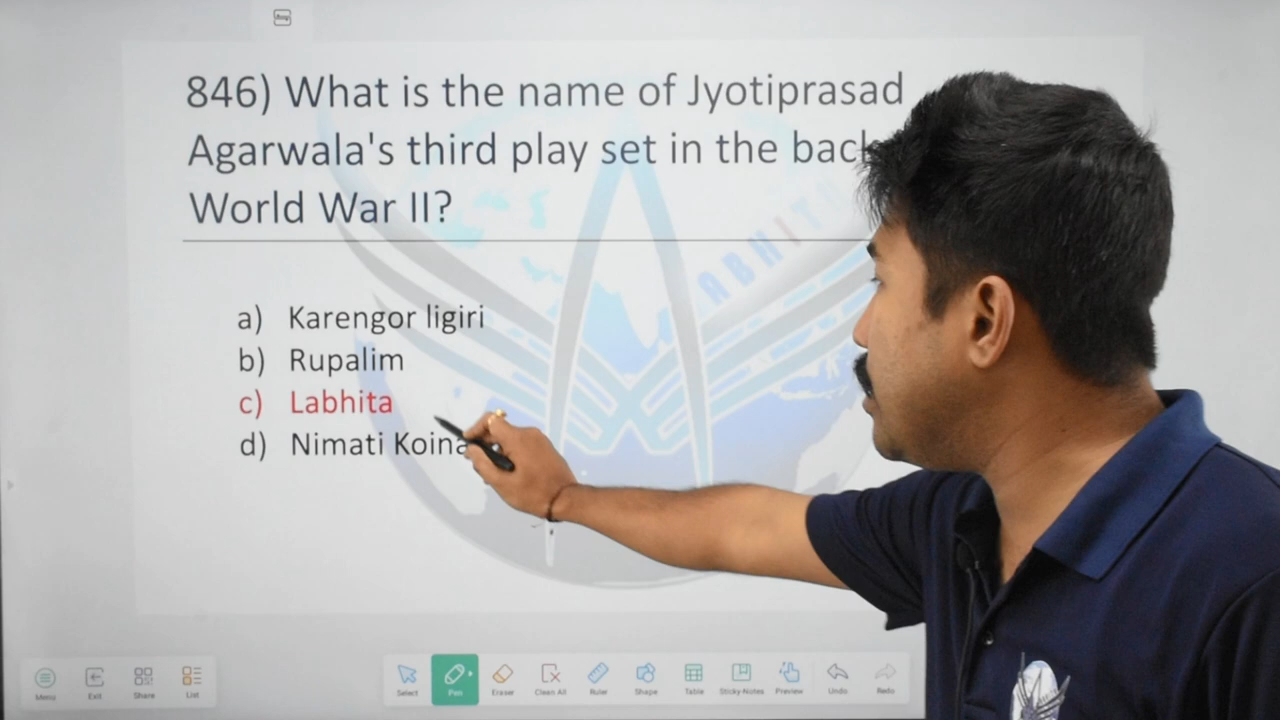 846) What is the name of Jyotiprasad
Agarwala's third play set in the
World War II?
ABHI
a) Karengor ligiri
b) Rupalim
c) Labhita
d) Nimati Koina
Menu Exit Share List Select Pen Eraser Clean All Ruler Shape Table Sticky-Notes Preview Undo Redo